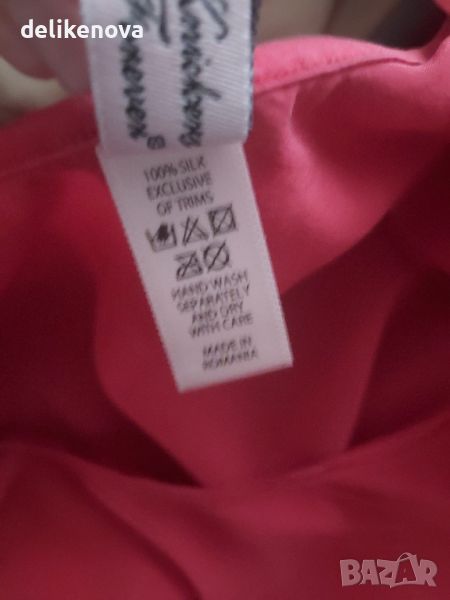 delikenova
100% SILK
EXCLUSIVE
OF TRIMS
HAND WASH
SEPARATELY
AND DRY
WITH CARE
MADE IN
ROMANIA
BAZAR